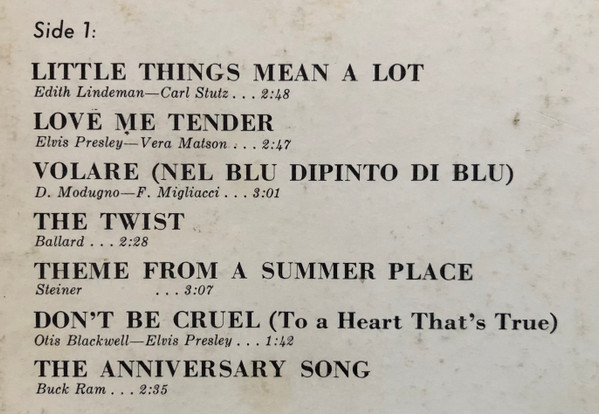 Side 1:
LITTLE THINGS MEAN A LOT
Edith Lindeman—Carl Stutz . . . 2:48
LOVE ME TENDER
Elvis Presley—Vera Matson . . . 2:47
VOLARE (NEL BLU DIPINTO DI BLU)
D. Modugno—F. Migliacci . . . 3:01
THE TWIST
Ballard . . . 2:28
THEME FROM A SUMMER PLACE
Steiner . . . 3:07
DON'T BE CRUEL (To a Heart That's True)
Otis Blackwell—Elvis Presley . . . 1:42
THE ANNIVERSARY SONG
Buck Ram . . . 2:35